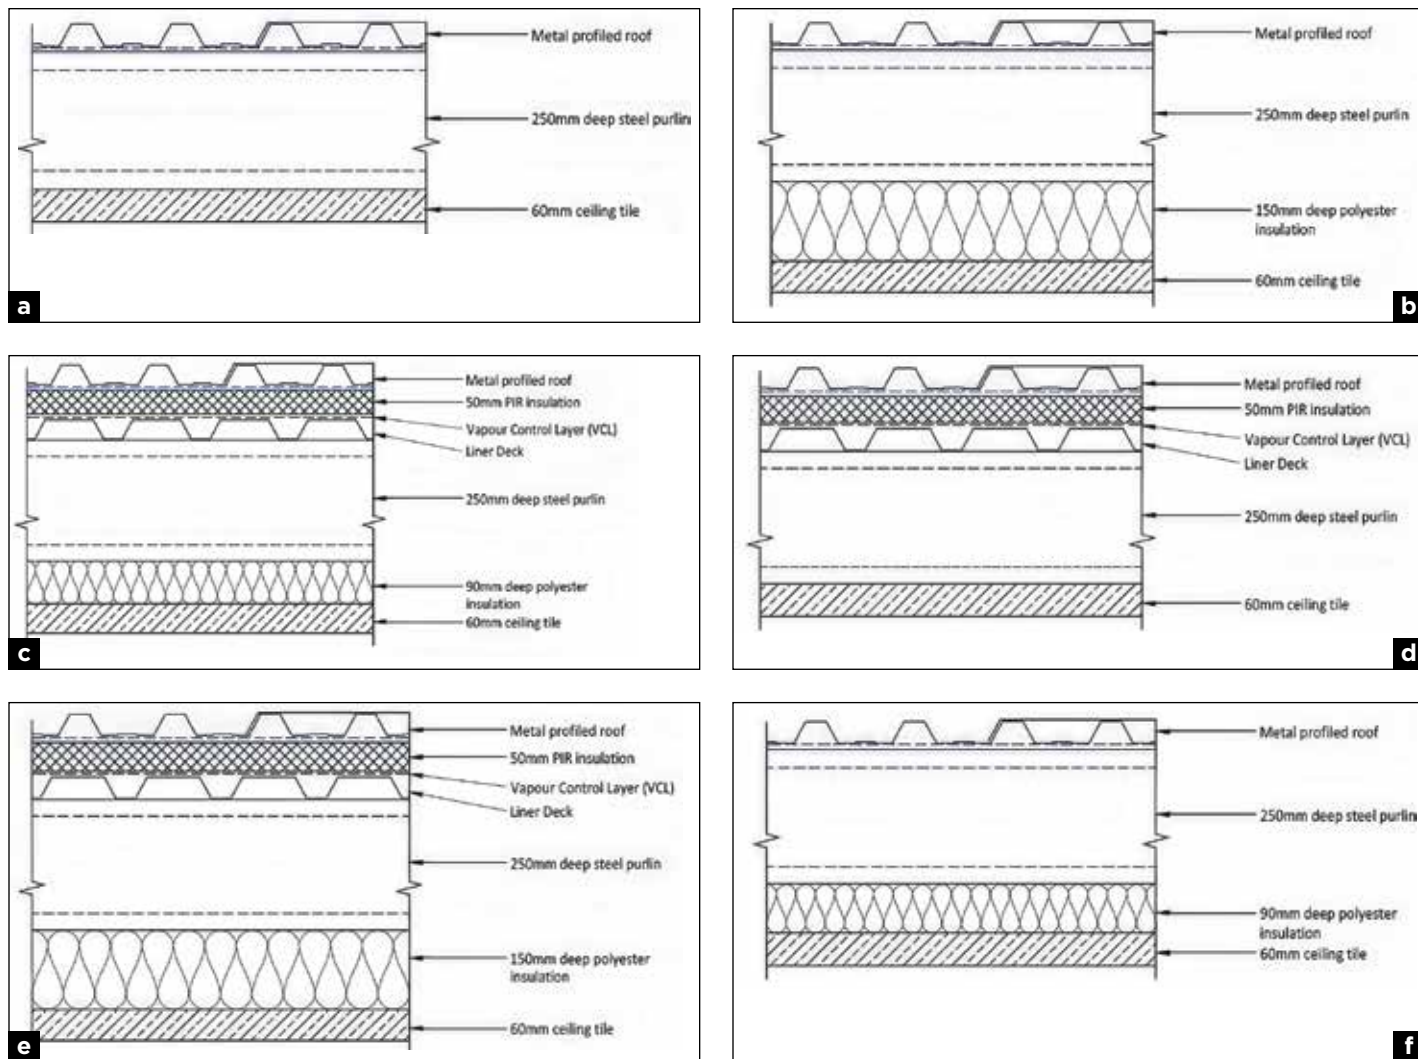 Metal profiled roof
250mm deep steel purlin
60mm ceiling tile
a
Metal profiled roof
250mm deep steel purlin
150mm deep polyester
insulation
60mm ceiling tile
b
Metal profiled roof
50mm PIR insulation
Vapour Control Layer (VCL)
Liner Deck
250mm deep steel purlin
90mm deep polyester
insulation
60mm ceiling tile
c
Metal profiled roof
50mm PIR insulation
Vapour Control Layer (VCL)
Liner Deck
250mm deep steel purlin
60mm ceiling tile
d
Metal profiled roof
50mm PIR insulation
Vapour Control Layer (VCL)
Liner Deck
250mm deep steel purlin
150mm deep polyester
insulation
60mm ceiling tile
e
Metal profiled roof
250mm deep steel purlin
90mm deep polyester
insulation
60mm ceiling tile
f